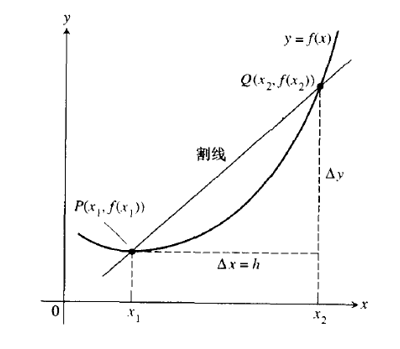 y
y = f(x)
Q(x₂, f(x₂))
割线
Δy
P(x₁, f(x₁))
Δx = h
0
x₁
x₂
x